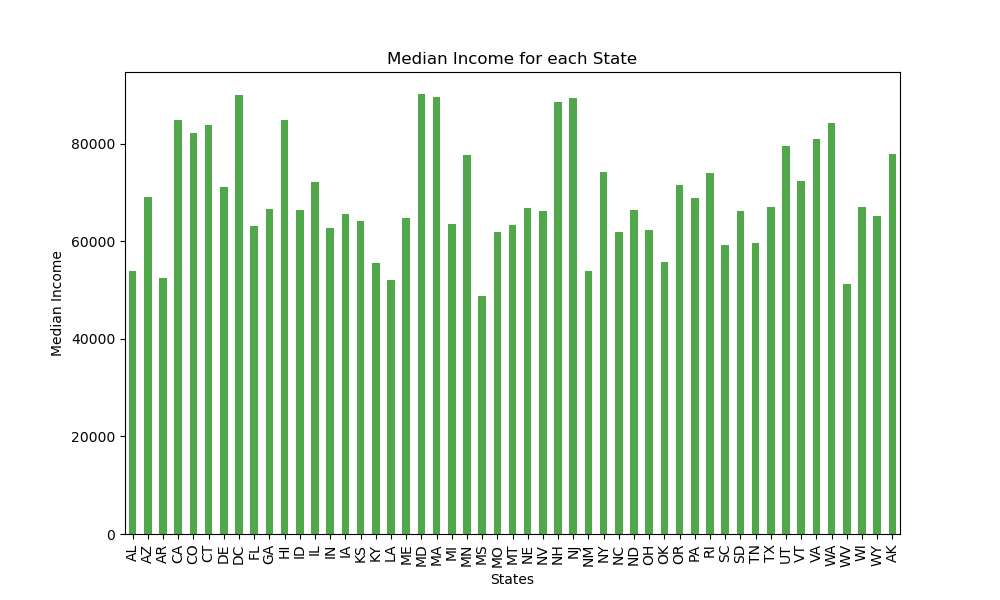 Median Income for each State
80000
60000
40000
20000
0
Median Income
AL AZ AR CA CO CT DE DC FL GA HI ID IL IN IA KS KY LA ME MD MA MI MN MS MO MT NE NV NH NJ NM NY NC ND OH OK OR PA RI SC SD TN TX UT VT VA WA WV WI WY AK
States